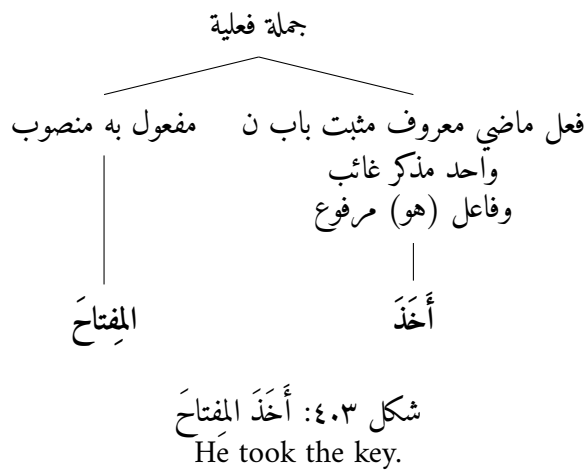 جملة فعلية
فعل ماضي معروف مثبت باب ن
واحد مذكر غائب
وفاعل (هو) مرفوع
مفعول به منصوب
أَخَذَ
المِفتاحَ
شكل ٤٠٣: أَخَذَ المِفتاحَ
He took the key.